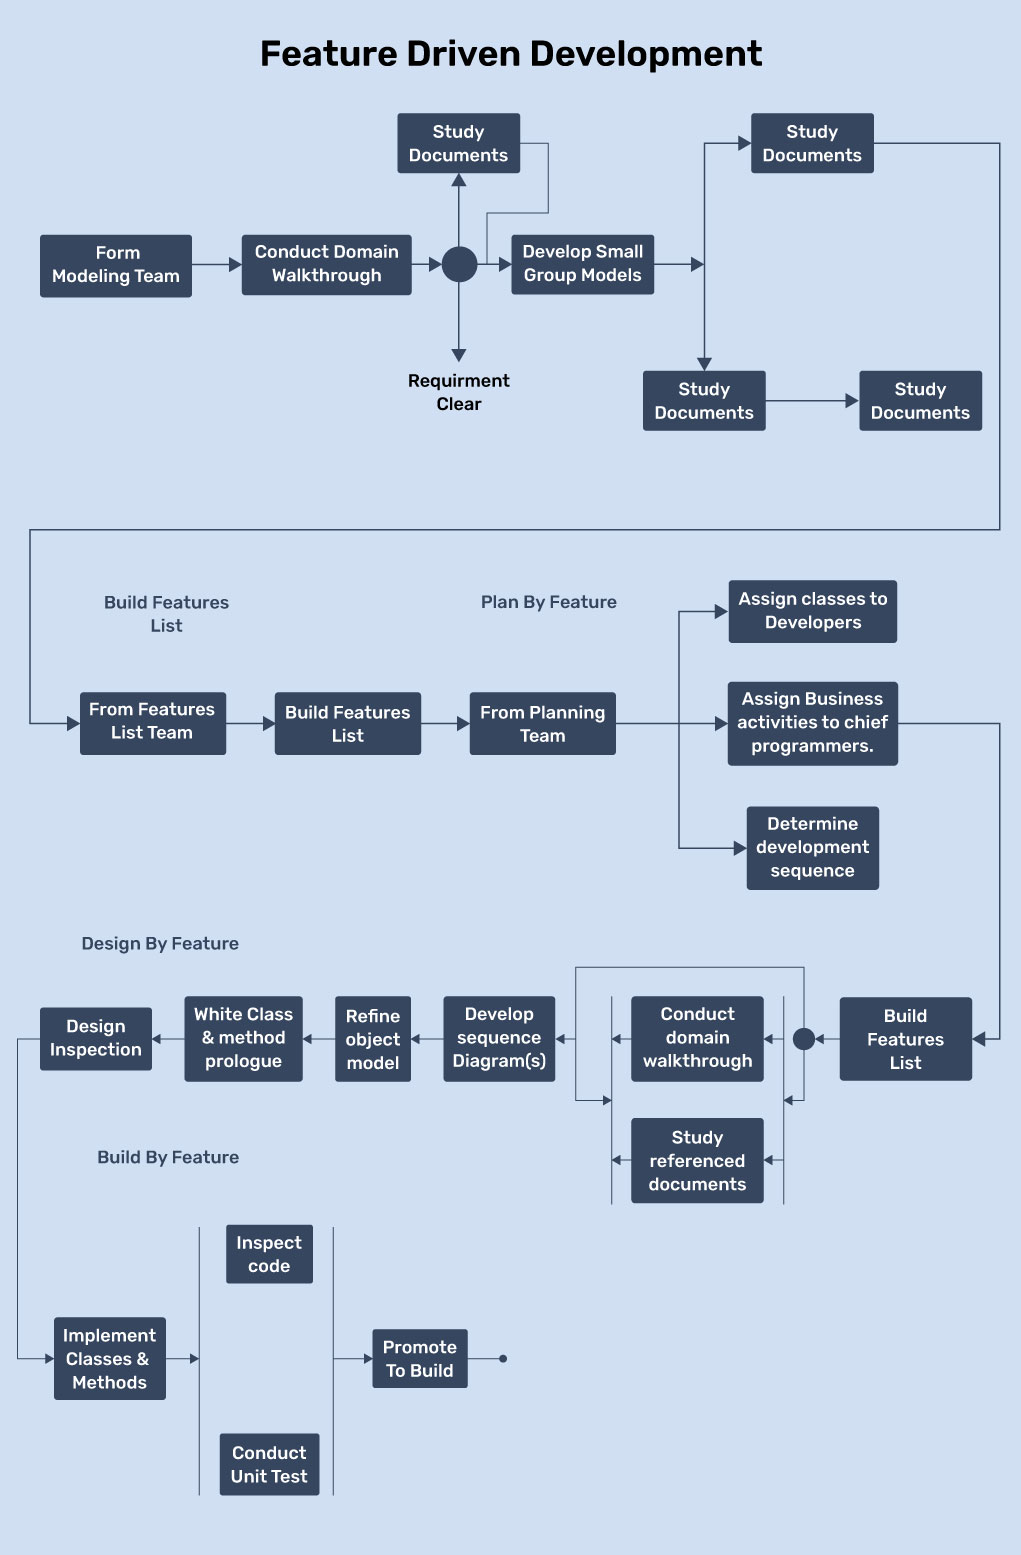 Feature Driven Development
Study
Documents
Study
Documents
Form
Modeling Team
Conduct Domain
Walkthrough
Develop Small
Group Models
Requirment
Clear
Study
Documents
Study
Documents
Build Features
List
Plan By Feature
Assign classes to
Developers
From Features
List Team
Build Features
List
From Planning
Team
Assign Business
activities to chief
programmers.
Determine
development
sequence
Design By Feature
Design
Inspection
White Class
& method
prologue
Refine
object
model
Develop
sequence
Diagram(s)
Conduct
domain
walkthrough
Build
Features
List
Study
referenced
documents
Build By Feature
Inspect
code
Implement
Classes &
Methods
Promote
To Build
Conduct
Unit Test